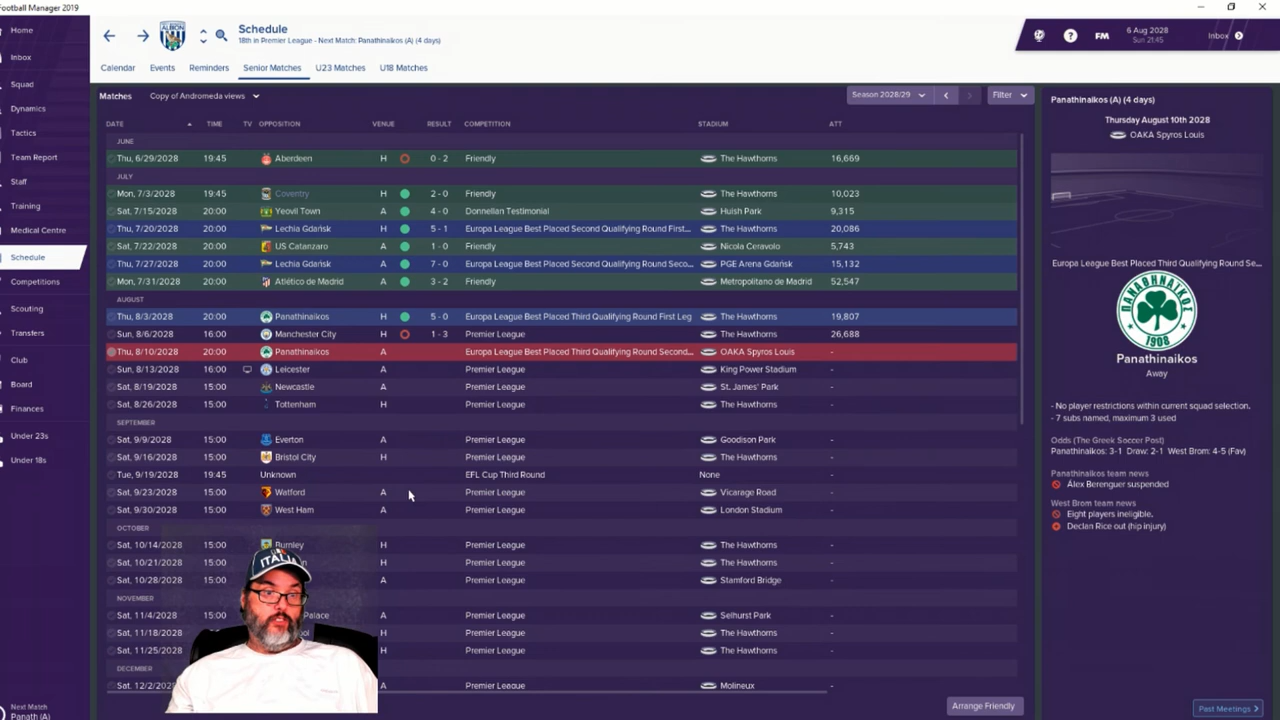 Football Manager 2019
Home
Inbox
Squad
Dynamics
Tactics
Team Report
Staff
Training
Medical Centre
Schedule
Competitions
Scouting
Transfers
Club
Board
Finances
Under 23s
Under 18s
Next Match
Panath (A)
ALBION
Schedule
18th in Premier League - Next Match: Panathinaikos (A) (4 days)
FM
6 Aug 2028
Sun 21:45
Inbox
Calendar Events Reminders Senior Matches U23 Matches U18 Matches
Matches Copy of Andromeda views Season 2028/29 Filter
DATE TIME TV OPPOSITION VENUE RESULT COMPETITION STADIUM ATT
JUNE
Thu, 6/29/2028 19:45 Aberdeen H 0 - 2 Friendly The Hawthorns 16,669
JULY
Mon, 7/3/2028 19:45 Coventry H 2 - 0 Friendly The Hawthorns 10,023
Sat, 7/15/2028 20:00 Yeovil Town A 4 - 0 Donnellan Testimonial Huish Park 9,315
Thu, 7/20/2028 20:00 Lechia Gdańsk H 5 - 1 Europa League Best Placed Second Qualifying Round First... The Hawthorns 20,086
Sat, 7/22/2028 20:00 US Catanzaro A 1 - 0 Friendly Nicola Ceravolo 5,743
Thu, 7/27/2028 20:00 Lechia Gdańsk A 7 - 0 Europa League Best Placed Second Qualifying Round Seco... PGE Arena Gdańsk 15,132
Mon, 7/31/2028 20:00 Atlético de Madrid A 3 - 2 Friendly Metropolitano de Madrid 52,547
AUGUST
Thu, 8/3/2028 20:00 Panathinaikos H 5 - 0 Europa League Best Placed Third Qualifying Round First Leg The Hawthorns 19,807
Sun, 8/6/2028 16:00 Manchester City H 1 - 3 Premier League The Hawthorns 26,688
Thu, 8/10/2028 20:00 Panathinaikos A Europa League Best Placed Third Qualifying Round Second... OAKA Spyros Louis -
Sun, 8/13/2028 16:00 Leicester A Premier League King Power Stadium -
Sat, 8/19/2028 15:00 Newcastle A Premier League St. James' Park -
Sat, 8/26/2028 15:00 Tottenham H Premier League The Hawthorns -
SEPTEMBER
Sat, 9/9/2028 15:00 Everton A Premier League Goodison Park -
Sat, 9/16/2028 15:00 Bristol City H Premier League The Hawthorns -
Tue, 9/19/2028 19:45 Unknown EFL Cup Third Round None -
Sat, 9/23/2028 15:00 Watford A Premier League Vicarage Road -
Sat, 9/30/2028 15:00 West Ham A Premier League London Stadium -
OCTOBER
Sat, 10/14/2028 15:00 Burnley H Premier League The Hawthorns -
Sat, 10/21/2028 15:00 H Premier League The Hawthorns -
Sat, 10/28/2028 15:00 A Premier League Stamford Bridge -
NOVEMBER
Sat, 11/4/2028 15:00 Palace A Premier League Selhurst Park -
Sat, 11/18/2028 H Premier League The Hawthorns -
Sat, 11/25/2028 H Premier League The Hawthorns -
DECEMBER
Sat, 12/2/2028 A Premier League Molineux -
ITALIA
Arrange Friendly
Panathinaikos (A) (4 days)
Thursday August 10th 2028
OAKA Spyros Louis
Europa League Best Placed Third Qualifying Round Se...
ΠΑΝΑΘΗΝΑΪΚΟΣ
1908
Panathinaikos
Away
- No player restrictions within current squad selection.
- 7 subs named, maximum 3 used
Odds (The Greek Soccer Post)
Panathinaikos: 3-1 Draw: 2-1 West Brom: 4-5 (Fav)
Panathinaikos team news
Álex Berenguer suspended
West Brom team news
Eight players ineligible.
Declan Rice out (hip injury)
Past Meetings